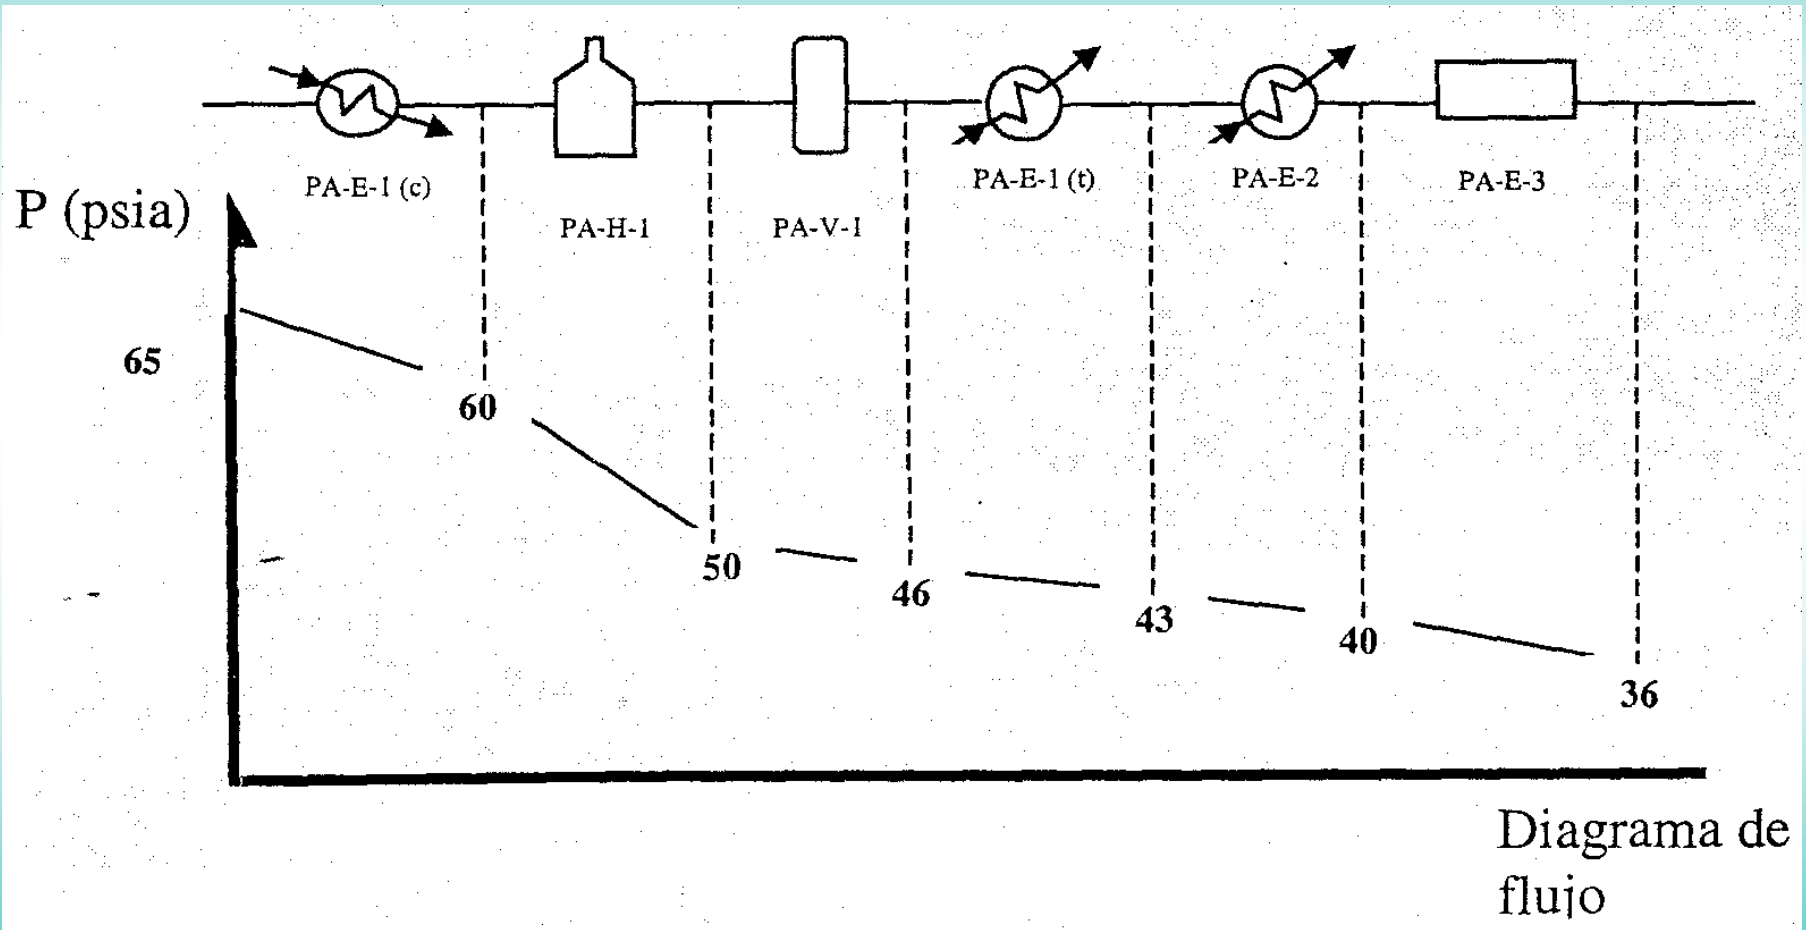 PA-E-1 (c)
PA-H-1
PA-V-1
PA-E-1 (t)
PA-E-2
PA-E-3
P (psia)
65
60
50
46
43
40
36
Diagrama de
flujo